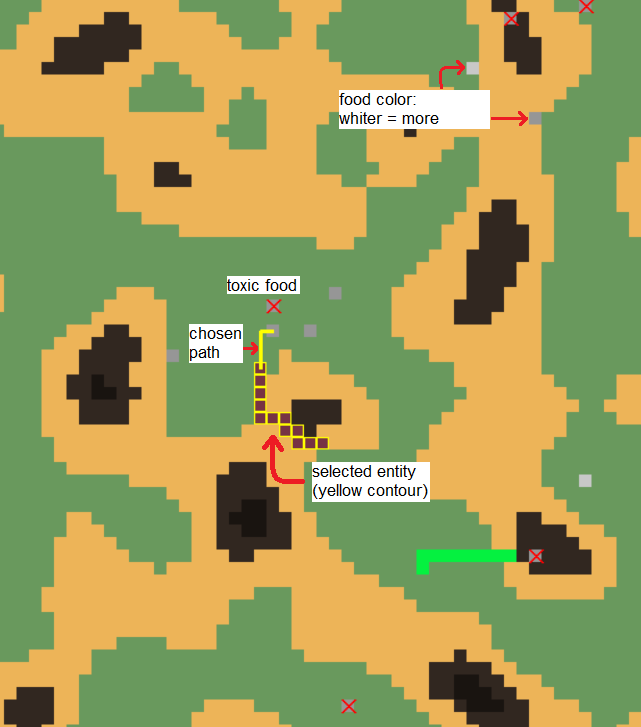 food color:
whiter = more
toxic food
chosen
path
selected entity
(yellow contour)